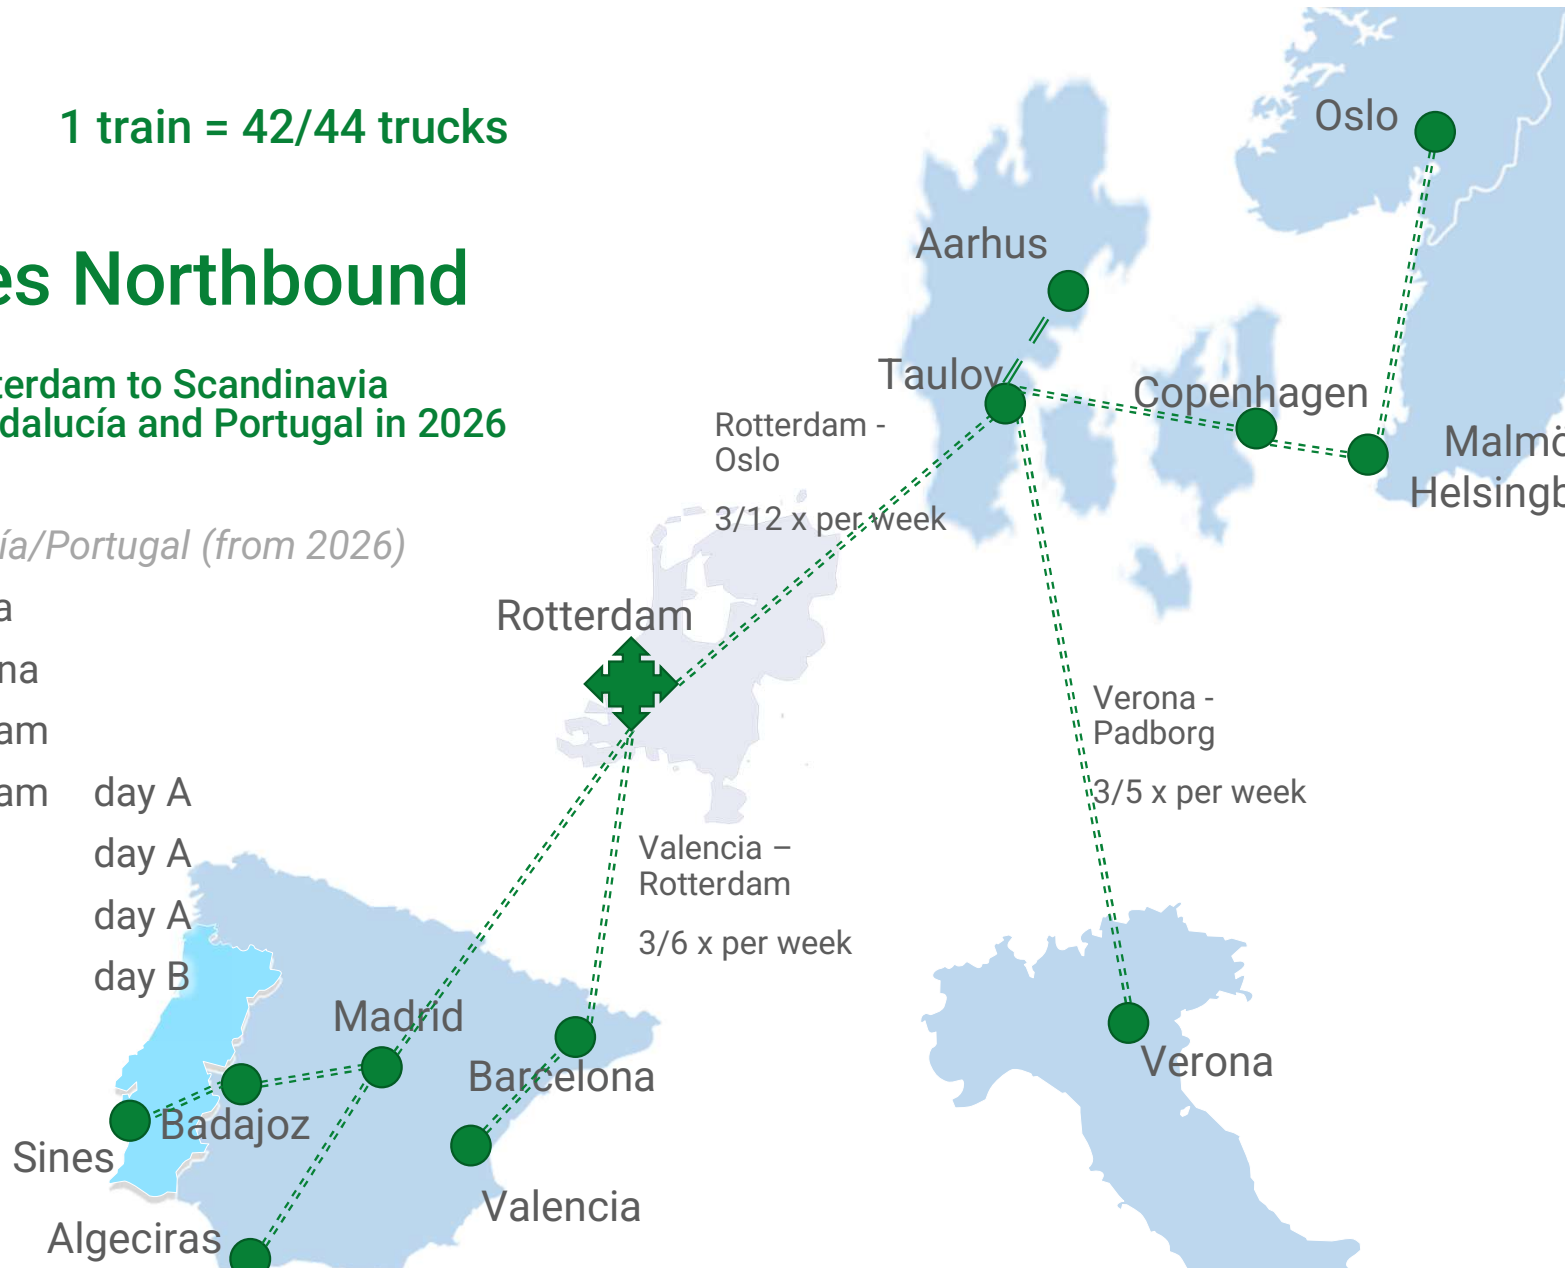 1 train = 42/44 trucks
es Northbound
terdam to Scandinavia
dalucía and Portugal in 2026
ía/Portugal (from 2026)
a
na
am
am day A
day A
day A
day B
Oslo
Aarhus
Taulov
Copenhagen
Malmö
Helsingb
Rotterdam -
Oslo
3/12 x per week
Rotterdam
Verona -
Padborg
3/5 x per week
Valencia –
Rotterdam
3/6 x per week
Madrid
Barcelona
Verona
Badajoz
Sines
Valencia
Algeciras